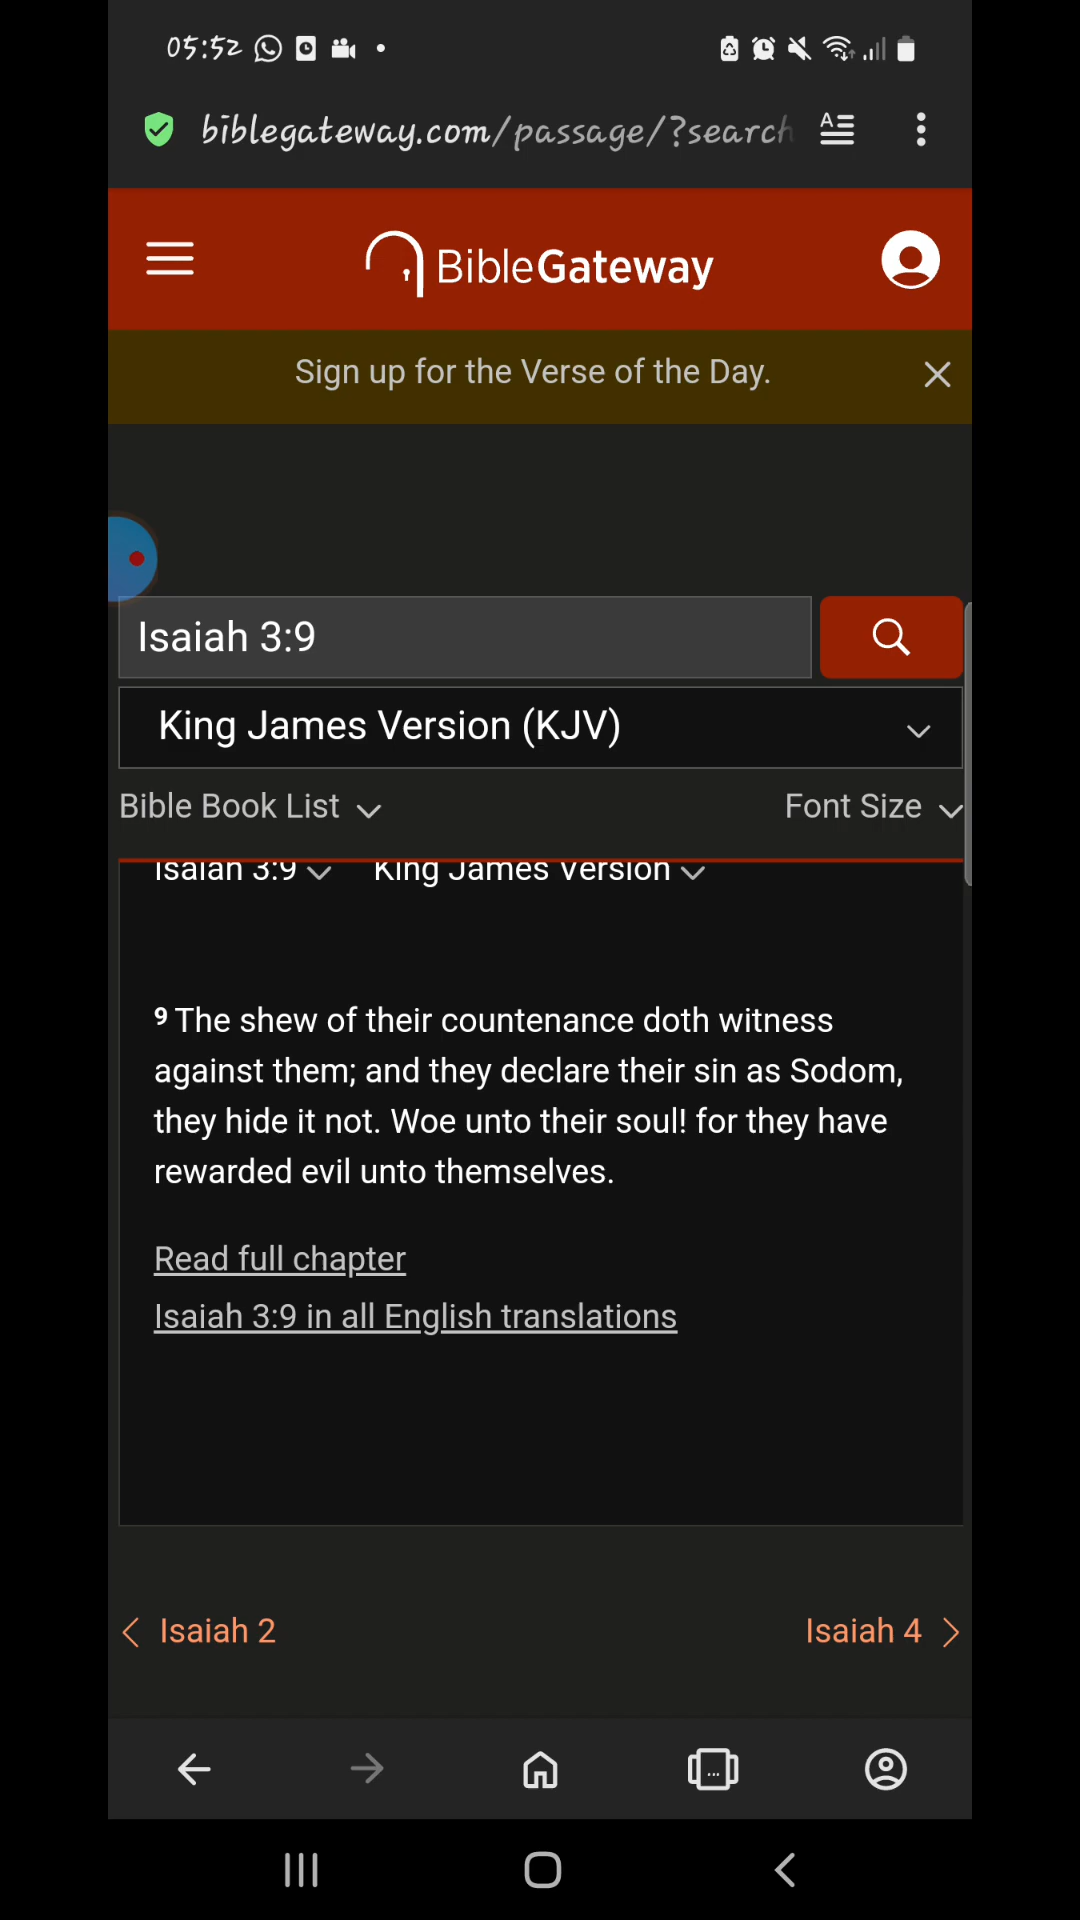 05:52
biblegateway.com/passage/?search
BibleGateway
Sign up for the Verse of the Day.
Isaiah 3:9
King James Version (KJV)
Bible Book List
Font Size
Isaiah 3:9 King James Version
9 The shew of their countenance doth witness
against them; and they declare their sin as Sodom,
they hide it not. Woe unto their soul! for they have
rewarded evil unto themselves.
Read full chapter
Isaiah 3:9 in all English translations
Isaiah 2
Isaiah 4